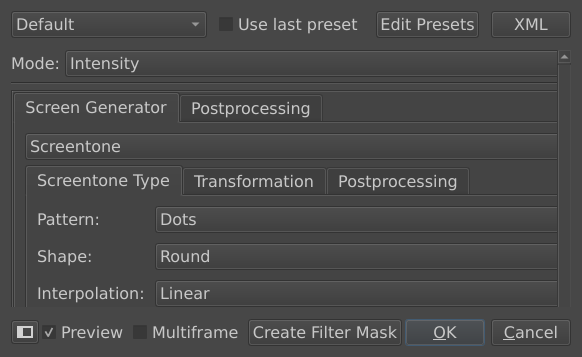 Default Use last preset Edit Presets XML
Mode: Intensity
Screen Generator Postprocessing
Screentone
Screentone Type Transformation Postprocessing
Pattern: Dots
Shape: Round
Interpolation: Linear
Preview Multiframe Create Filter Mask OK Cancel